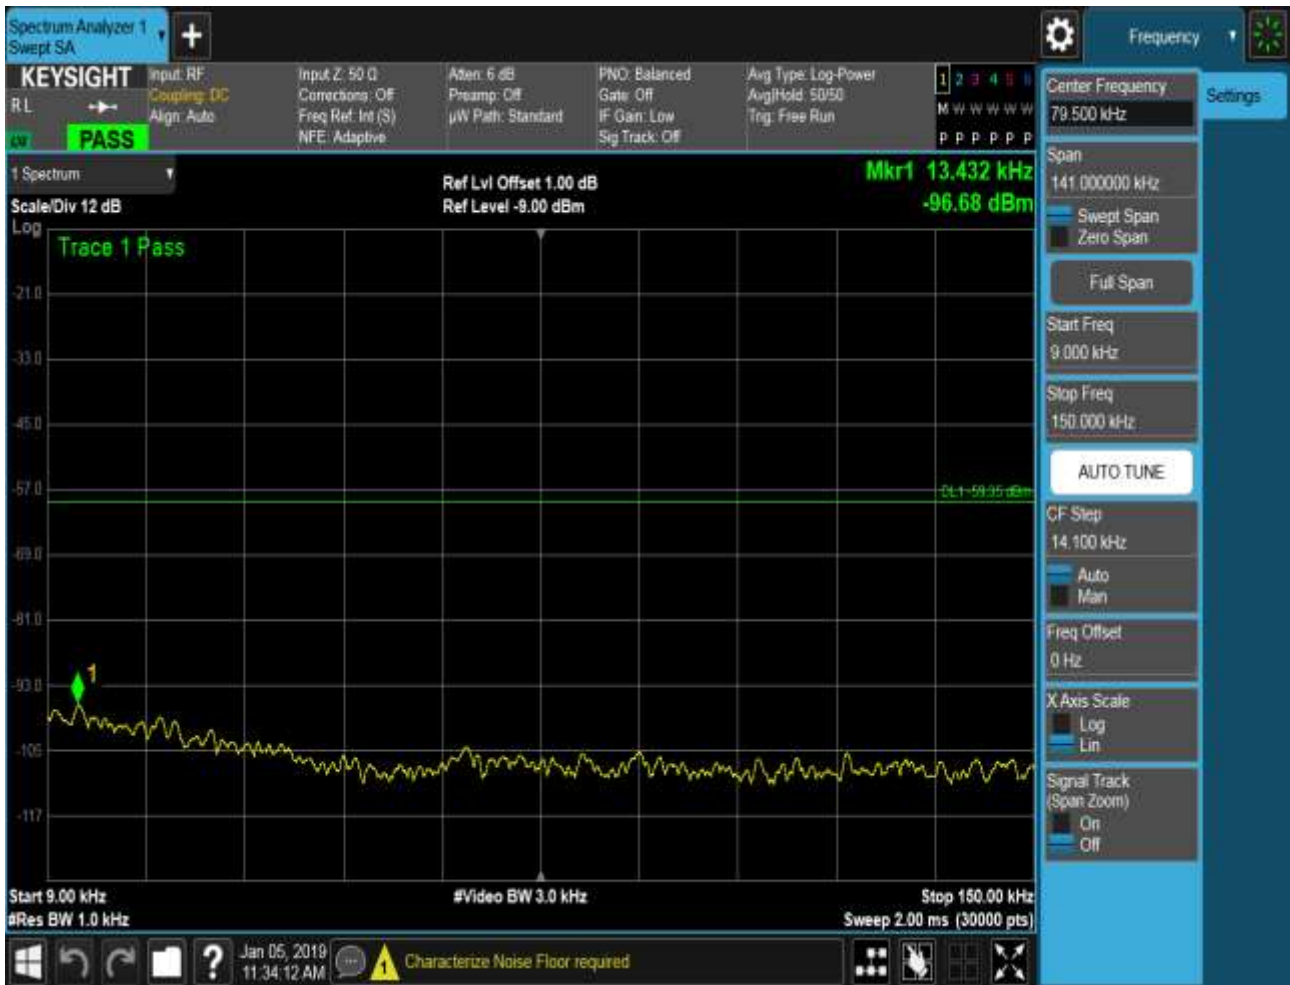 Spectrum Analyzer 1
Swept SA
Frequency
KEYSIGHT
RL
PASS
Input: RF
Coupling: DC
Align: Auto
Input Z: 50 Ω
Corrections: Off
Freq Ref: Int (S)
NFE: Adaptive
Atten: 6 dB
Preamp: Off
µW Path: Standard
PNO: Balanced
Gate: Off
IF Gain: Low
Sig Track: Off
Avg Type: Log-Power
Avg|Hold: 50/50
Trig: Free Run
1 2 3 4 5 6
M W W W W W
P P P P P P
1 Spectrum
Scale/Div 12 dB
Log
Ref Lvl Offset 1.00 dB
Ref Level -9.00 dBm
Mkr1 13.432 kHz
-96.68 dBm
Trace 1 Pass
-21.0
-33.0
-45.0
-57.0
DL1 -59.95 dBm
-69.0
-81.0
-93.0
1
-105
-117
Start 9.00 kHz
#Res BW 1.0 kHz
#Video BW 3.0 kHz
Stop 150.00 kHz
Sweep 2.00 ms (30000 pts)
Center Frequency
79.500 kHz
Settings
Span
141.000000 kHz
Swept Span
Zero Span
Full Span
Start Freq
9.000 kHz
Stop Freq
150.000 kHz
AUTO TUNE
CF Step
14.100 kHz
Auto
Man
Freq Offset
0 Hz
X Axis Scale
Log
Lin
Signal Track
(Span Zoom)
On
Off
?
Jan 05, 2019
11:34:12 AM
1
Characterize Noise Floor required